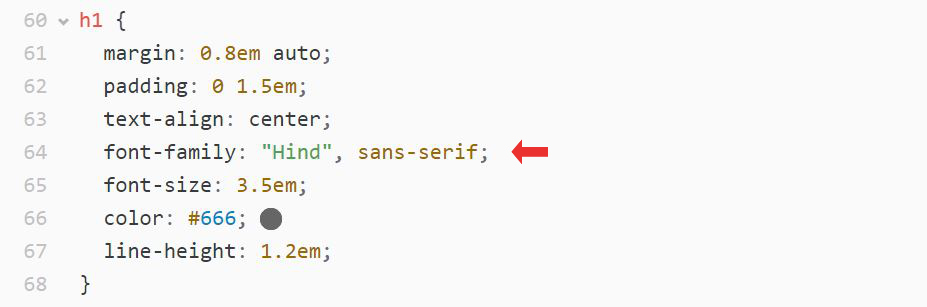 60 h1 {
61 margin: 0.8em auto;
62 padding: 0 1.5em;
63 text-align: center;
64 font-family: "Hind", sans-serif;
65 font-size: 3.5em;
66 color: #666;
67 line-height: 1.2em;
68 }